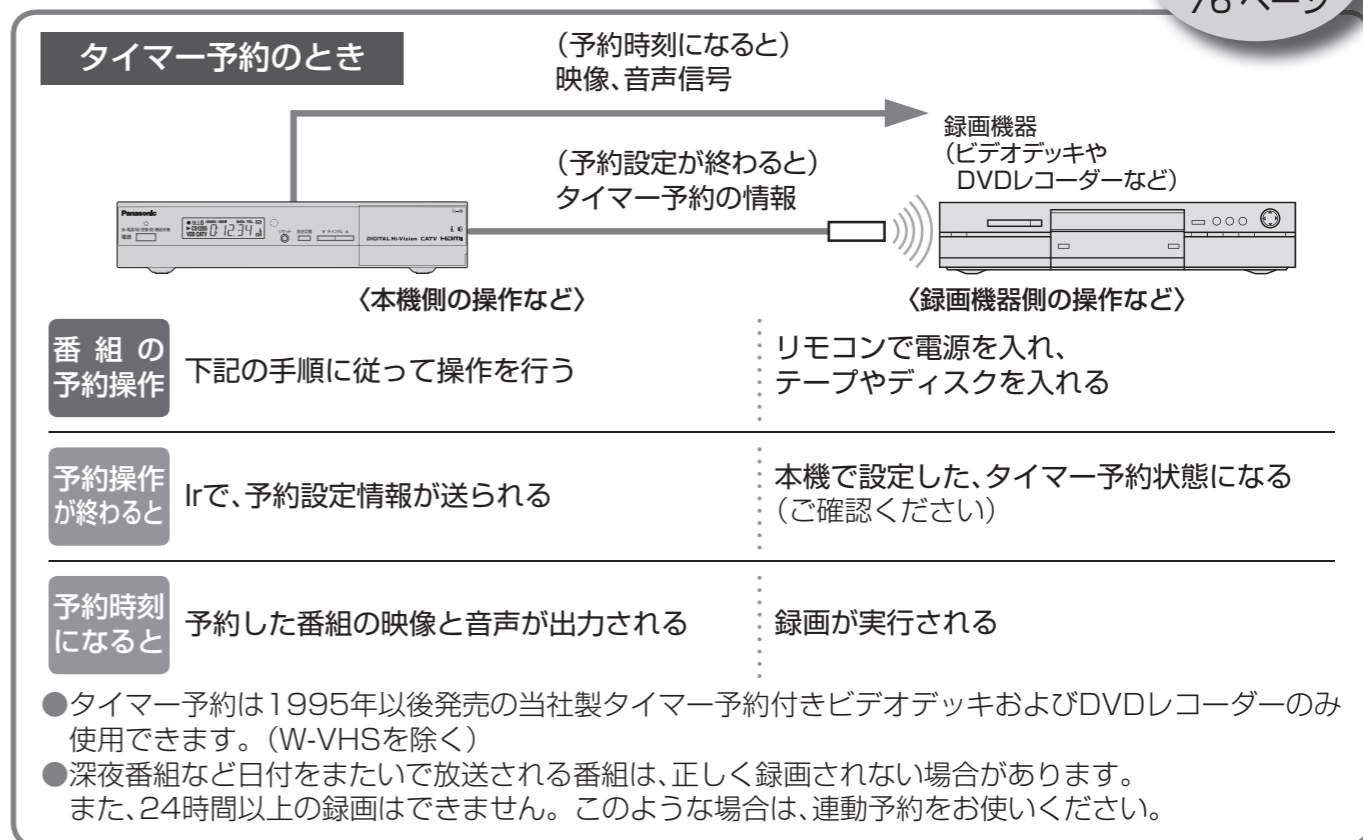 76 ページ
タイマー予約のとき
(予約時刻になると)
映像、音声信号
録画機器
(ビデオデッキや
DVDレコーダーなど)
(予約設定が終わると)
タイマー予約の情報
Panasonic
電源
DIGITAL Hi-Vision CATV HDMI
〈本機側の操作など〉
〈録画機器側の操作など〉
番組の
予約操作
下記の手順に従って操作を行う
リモコンで電源を入れ、
テープやディスクを入れる
予約操作
が終わると
Irで、予約設定情報が送られる
本機で設定した、タイマー予約状態になる
(ご確認ください)
予約時刻
になると
予約した番組の映像と音声が出力される
録画が実行される
●タイマー予約は1995年以後発売の当社製タイマー予約付きビデオデッキおよびDVDレコーダーのみ
使用できます。(W-VHSを除く)
●深夜番組など日付をまたいで放送される番組は、正しく録画されない場合があります。
また、24時間以上の録画はできません。このような場合は、連動予約をお使いください。